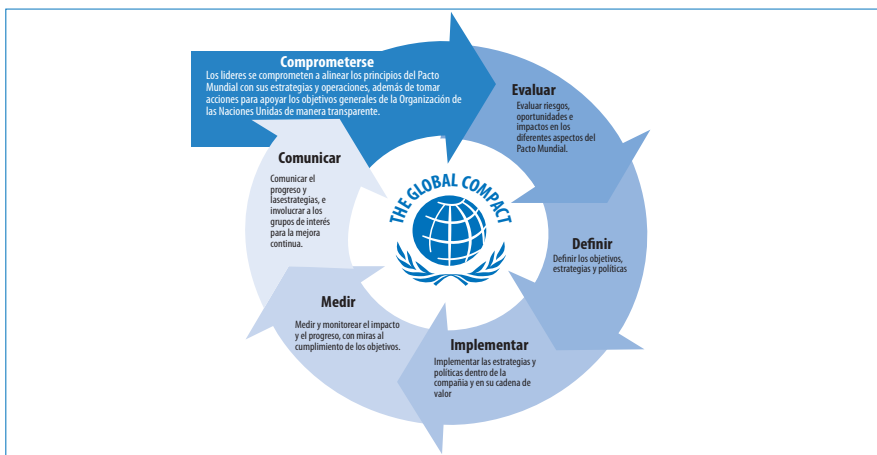 Comprometerse
Los lideres se comprometen a alinear los principios del Pacto
Mundial con sus estrategias y operaciones, además de tomar
acciones para apoyar los objetivos generales de la Organización de
las Naciones Unidas de manera transparente.
Evaluar
Evaluar riesgos,
oportunidades e
impactos en los
diferentes aspectos del
Pacto Mundial.
Definir
Definir los objetivos,
estrategias y políticas
Implementar
Implementar las estrategias y
políticas dentro de la
compañia y en su cadena de
valor
Medir
Medir y monitorear el impacto
y el progreso, con miras al
cumplimiento de los objetivos.
Comunicar
Comunicar el
progreso y
lasestrategias, e
involucrar a los
grupos de interés
para la mejora
continua.
THE GLOBAL COMPACT